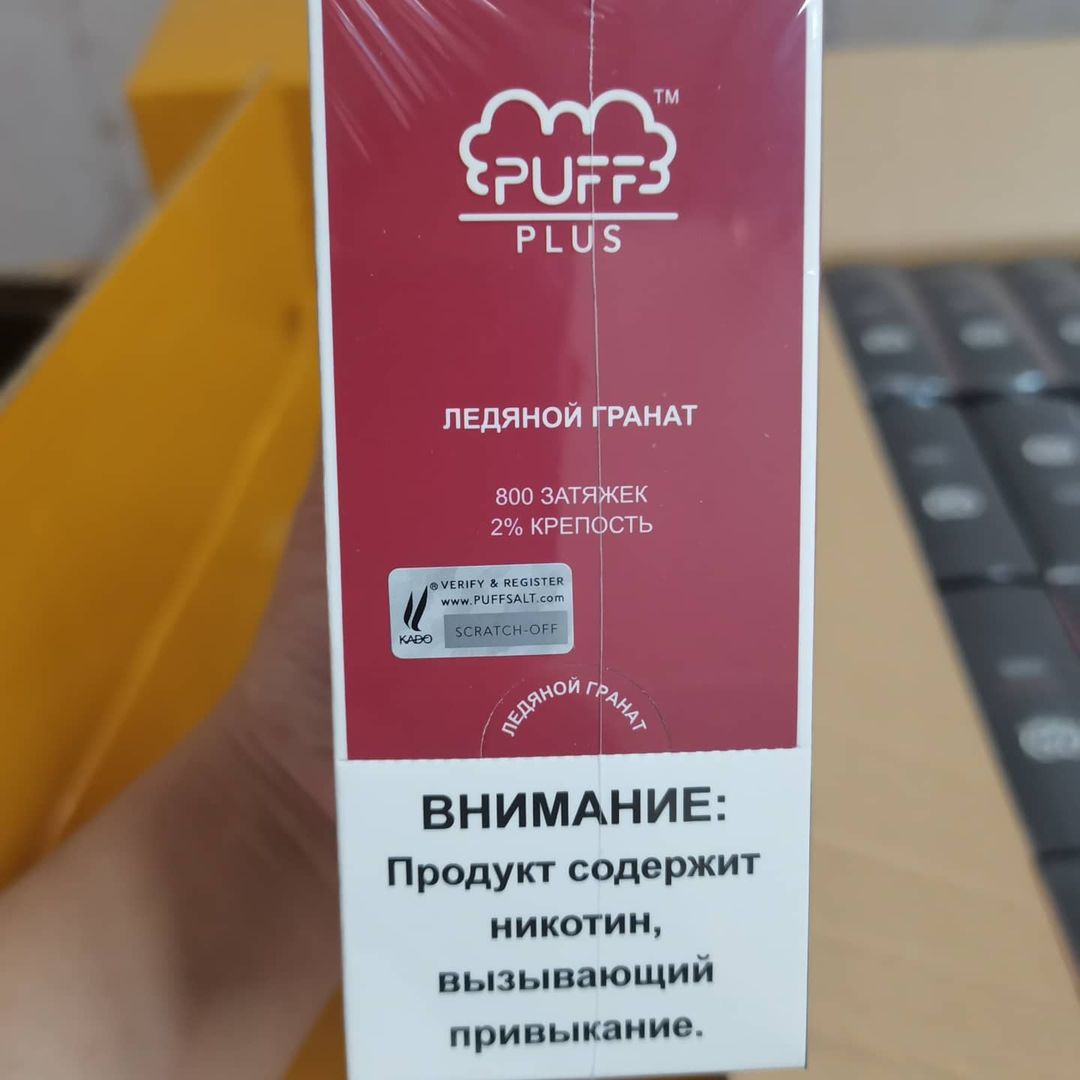 PUFF™
PLUS
ЛЕДЯНОЙ ГРАНАТ
800 ЗАТЯЖЕК
2% КРЕПОСТЬ
® VERIFY & REGISTER
www.PUFFSALT.com
KADO
SCRATCH-OFF
ЛЕДЯНОЙ ГРАНАТ
ВНИМАНИЕ:
Продукт содержит
никотин,
вызывающий
привыкание.